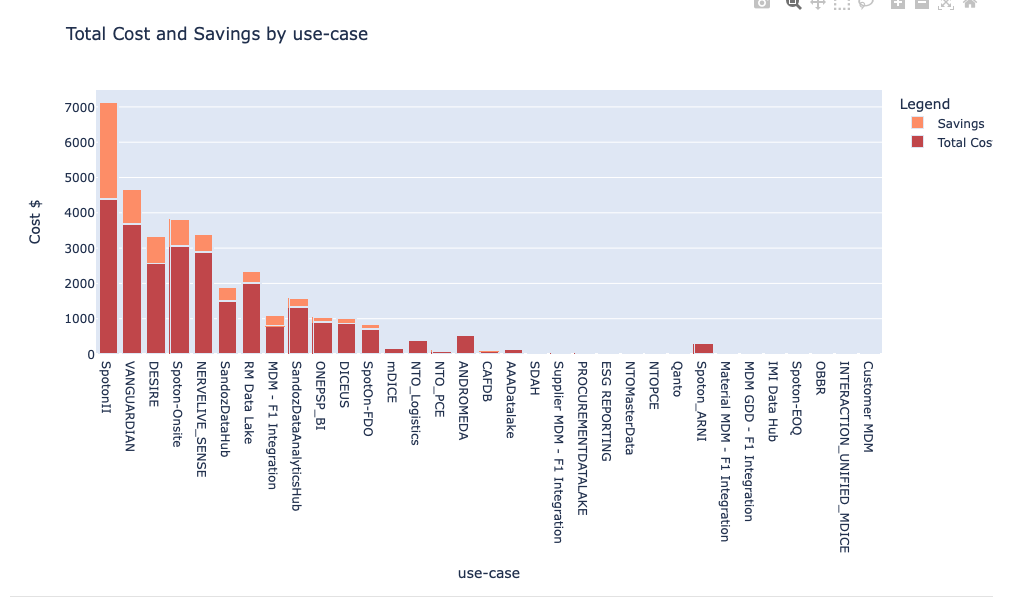 Total Cost and Savings by use-case
Legend
Savings
Total Cos
Cost $
7000
6000
5000
4000
3000
2000
1000
0
SpotonII
VANGUARDIAN
DESIRE
Spoton-Onsite
NERVELIVE_SENSE
SandozDataHub
RM Data Lake
MDM - F1 Integration
SandozDataAnalyticsHub
ONEPSP_BI
DICEUS
SpotOn-FDO
mDICE
NTO_Logistics
NTO_PCE
ANDROMEDA
CAFDB
AAADatalake
SDAH
Supplier MDM - F1 Integration
PROCUREMENTDATALAKE
ESG REPORTING
NTOMasterData
NTOPCE
Qanto
Spoton_ARNI
Material MDM - F1 Integration
MDM GDD - F1 Integration
IMI Data Hub
Spoton-EOQ
OBBR
INTERACTION_UNIFIED_MDICE
Customer MDM
use-case